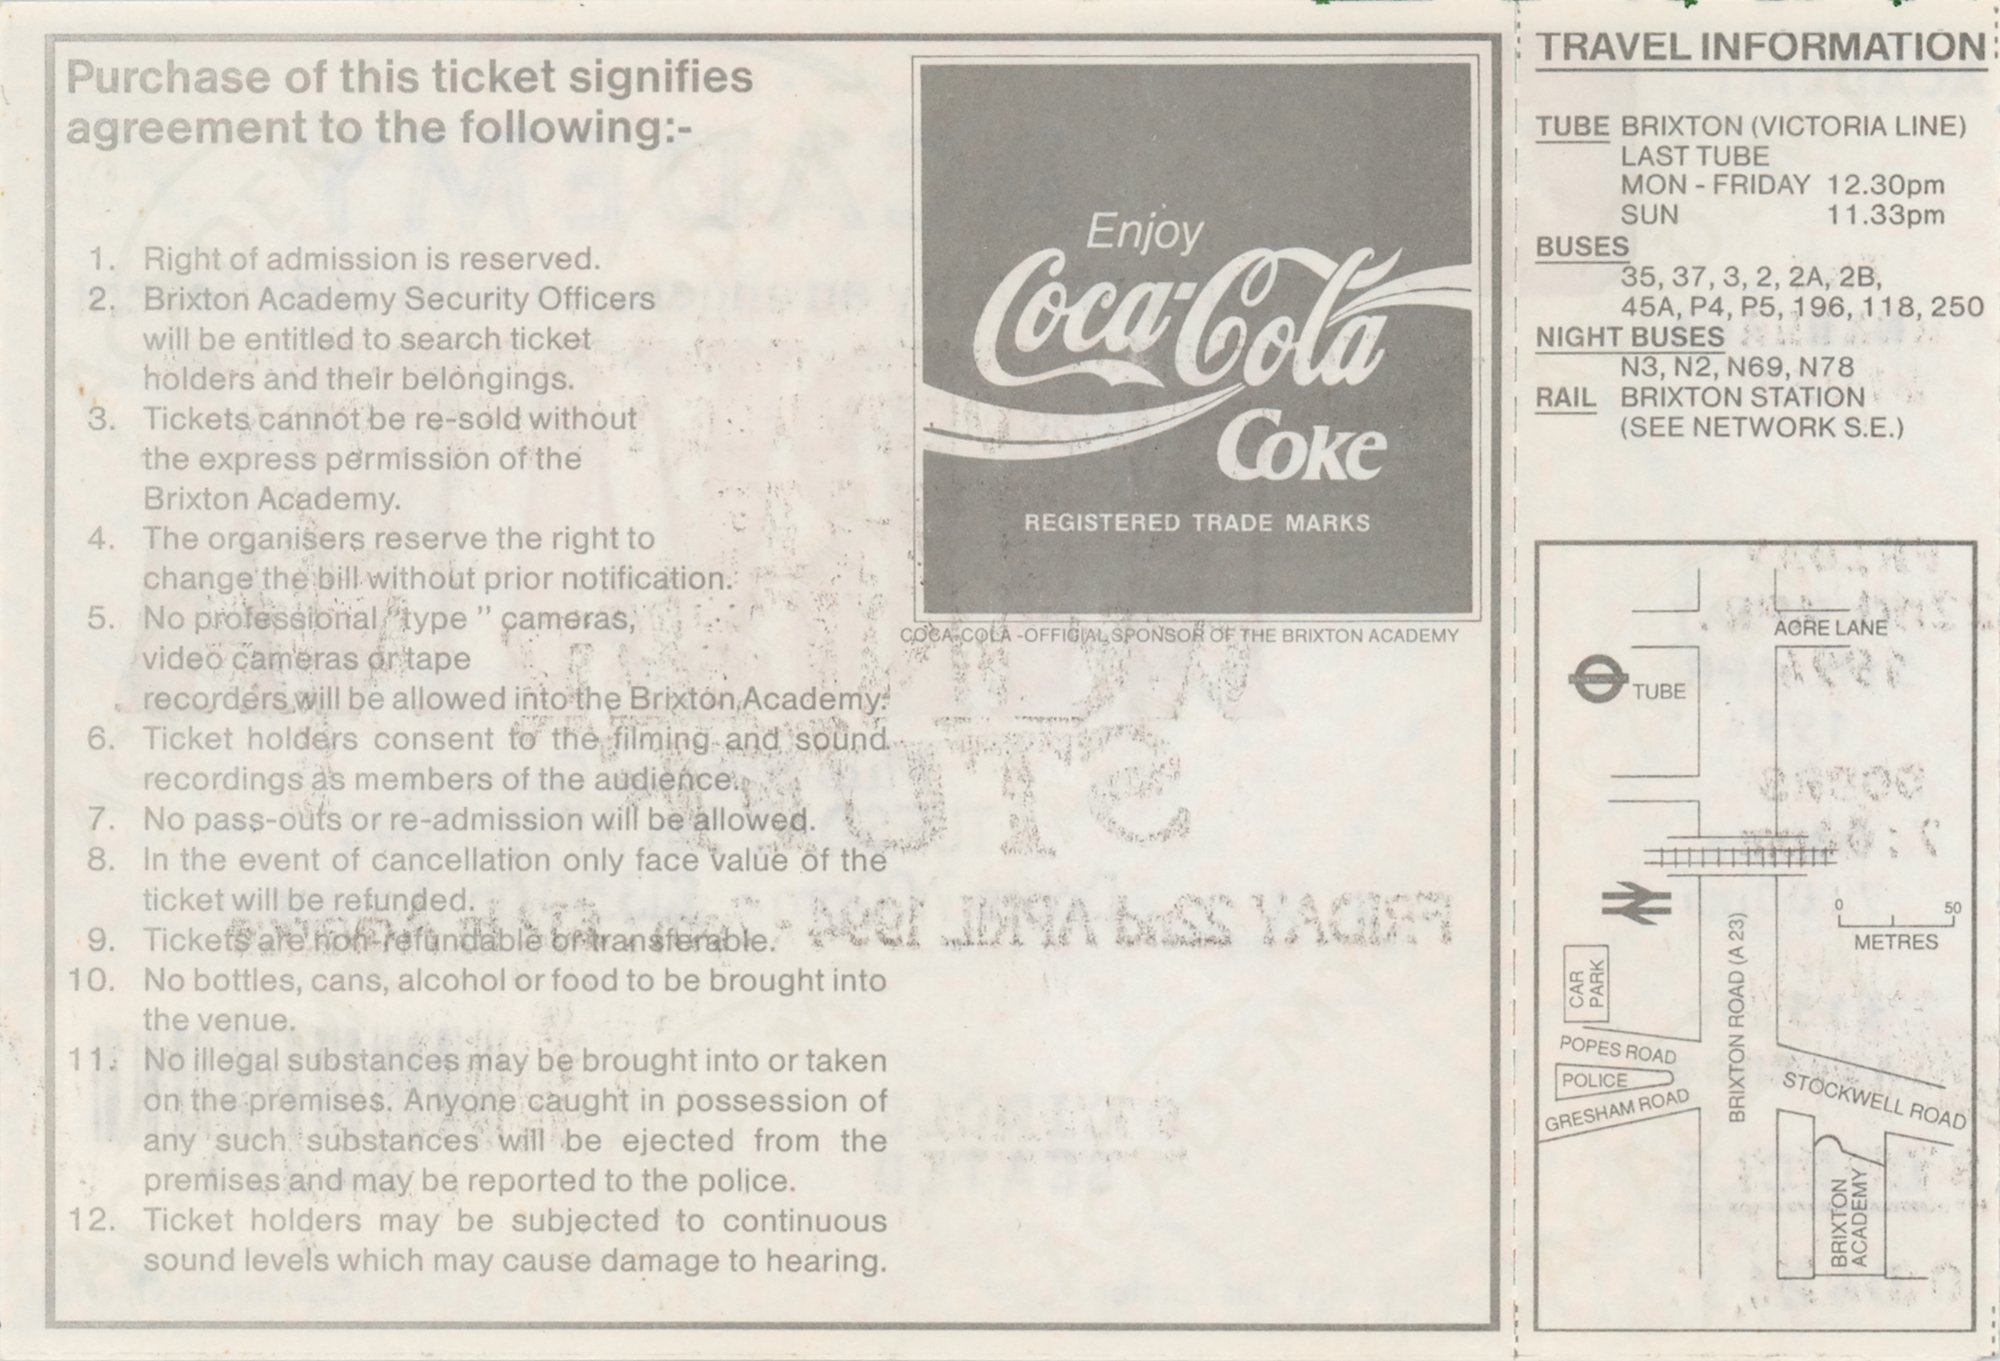 Purchase of this ticket signifies
agreement to the following:-
1. Right of admission is reserved.
2. Brixton Academy Security Officers
will be entitled to search ticket
holders and their belongings.
3. Tickets cannot be re-sold without
the express permission of the
Brixton Academy.
4. The organisers reserve the right to
change the bill without prior notification.
5. No professional "type " cameras,
video cameras or tape
recorders will be allowed into the Brixton Academy.
6. Ticket holders consent to the filming and sound
recordings as members of the audience.
7. No pass-outs or re-admission will be allowed.
8. In the event of cancellation only face value of the
ticket will be refunded.
9. Tickets are non-refundable or transferable.
10. No bottles, cans, alcohol or food to be brought into
the venue.
11. No illegal substances may be brought into or taken
on the premises. Anyone caught in possession of
any such substances will be ejected from the
premises and may be reported to the police.
12. Ticket holders may be subjected to continuous
sound levels which may cause damage to hearing.
Enjoy
Coca-Cola
Coke
REGISTERED TRADE MARKS
COCA-COLA -OFFICIAL SPONSOR OF THE BRIXTON ACADEMY
FRIDAY 22nd APRIL 1994
TRAVEL INFORMATION
TUBE BRIXTON (VICTORIA LINE)
LAST TUBE
MON - FRIDAY 12.30pm
SUN 11.33pm
BUSES
35, 37, 3, 2, 2A, 2B,
45A, P4, P5, 196, 118, 250
NIGHT BUSES
N3, N2, N69, N78
RAIL BRIXTON STATION
(SEE NETWORK S.E.)
ACRE LANE
TUBE
0 50
METRES
CAR
PARK
BRIXTON ROAD (A 23)
POPES ROAD
POLICE
GRESHAM ROAD
STOCKWELL ROAD
BRIXTON
ACADEMY